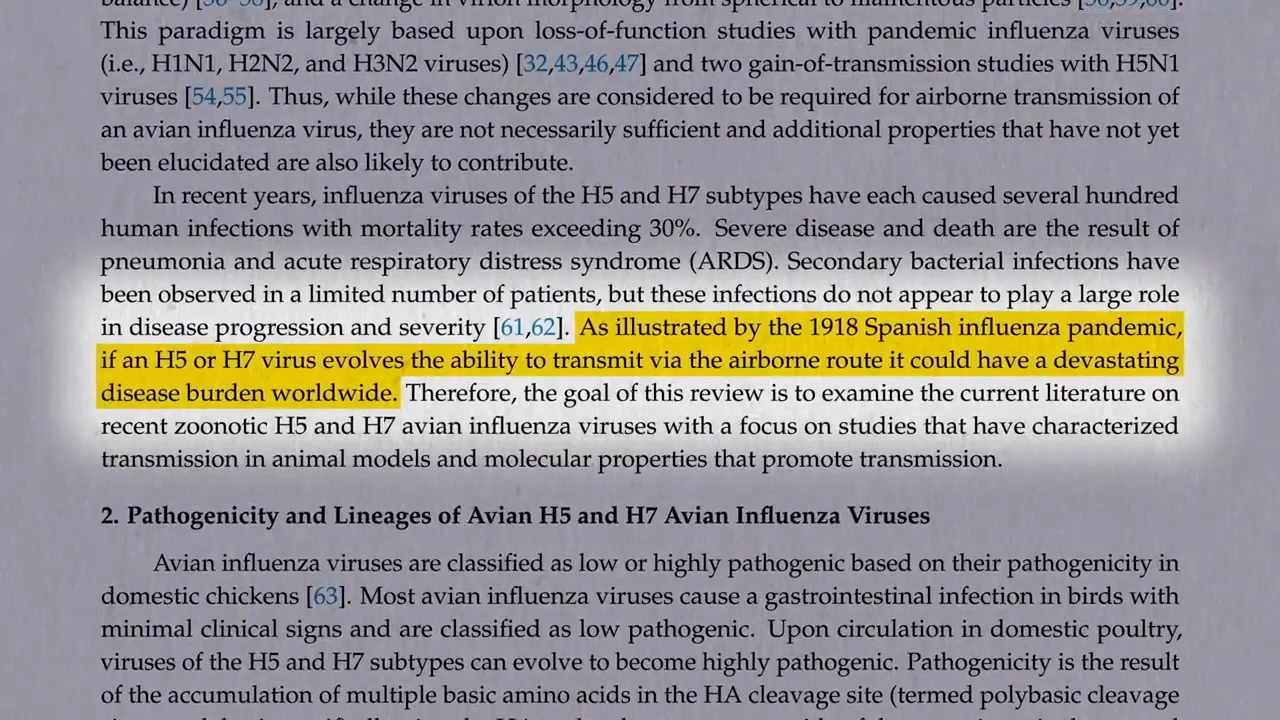 This paradigm is largely based upon loss-of-function studies with pandemic influenza viruses
(i.e., H1N1, H2N2, and H3N2 viruses) [32,43,46,47] and two gain-of-transmission studies with H5N1
viruses [54,55]. Thus, while these changes are considered to be required for airborne transmission of
an avian influenza virus, they are not necessarily sufficient and additional properties that have not yet
been elucidated are also likely to contribute.
In recent years, influenza viruses of the H5 and H7 subtypes have each caused several hundred
human infections with mortality rates exceeding 30%. Severe disease and death are the result of
pneumonia and acute respiratory distress syndrome (ARDS). Secondary bacterial infections have
been observed in a limited number of patients, but these infections do not appear to play a large role
in disease progression and severity [61,62]. As illustrated by the 1918 Spanish influenza pandemic,
if an H5 or H7 virus evolves the ability to transmit via the airborne route it could have a devastating
disease burden worldwide. Therefore, the goal of this review is to examine the current literature on
recent zoonotic H5 and H7 avian influenza viruses with a focus on studies that have characterized
transmission in animal models and molecular properties that promote transmission.
2. Pathogenicity and Lineages of Avian H5 and H7 Avian Influenza Viruses
Avian influenza viruses are classified as low or highly pathogenic based on their pathogenicity in
domestic chickens [63]. Most avian influenza viruses cause a gastrointestinal infection in birds with
minimal clinical signs and are classified as low pathogenic. Upon circulation in domestic poultry,
viruses of the H5 and H7 subtypes can evolve to become highly pathogenic. Pathogenicity is the result
of the accumulation of multiple basic amino acids in the HA cleavage site (termed polybasic cleavage